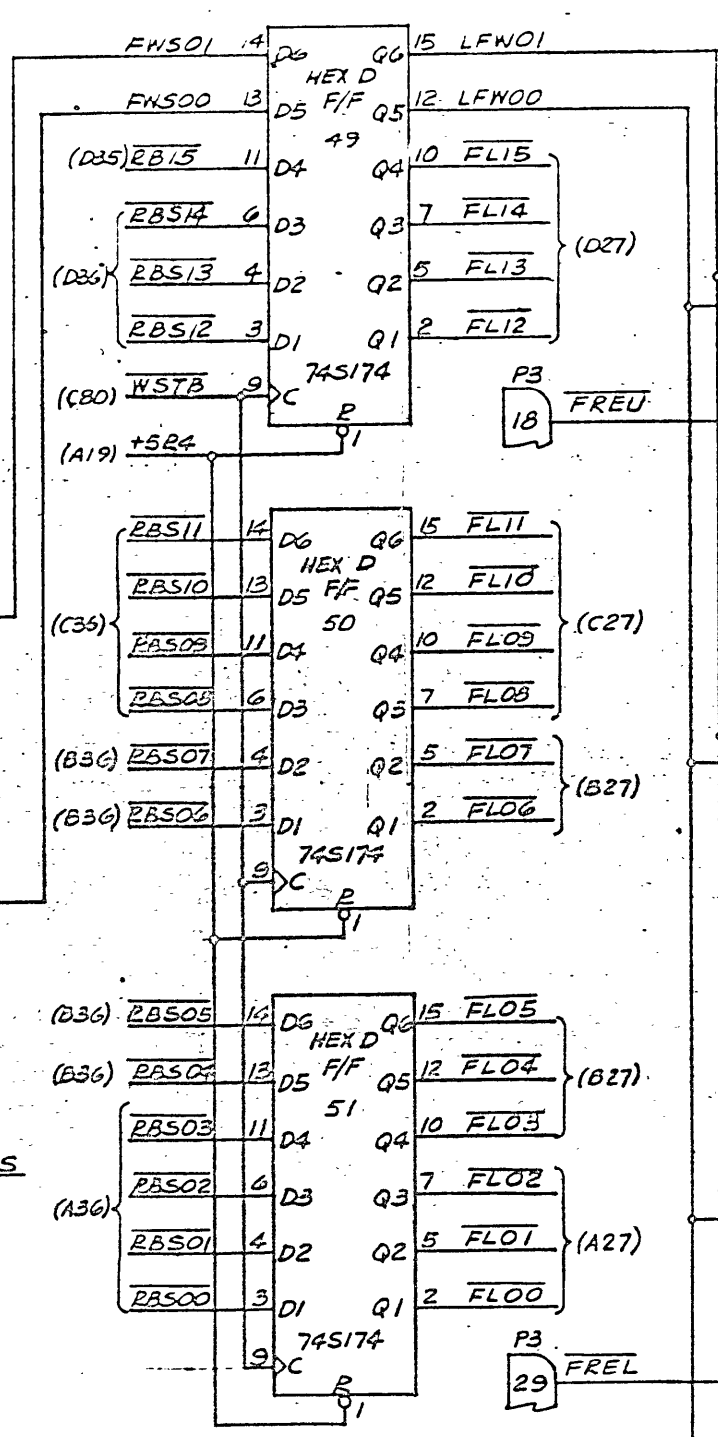 FWS01 14 D6 Q6 15 LFW01
HEX D
FWS00 13 D5 F/F Q5 12 LFW00
49
(D35) RB15 11 D4 Q4 10 FL15
RBS14 6 D3 Q3 7 FL14
(D36) (D27)
RBS13 4 D2 Q2 5 FL13
RBS12 3 D1 Q1 2 FL12
74S174
P3
(C80) WSTB 9 C
18 FREU
R
(A19) +5R4 1
RBS11 14 D6 Q6 15 FL11
HEX D
RBS10 13 D5 F/F Q5 12 FL10
(C36) 50 (C27)
RBS09 11 D4 Q4 10 FL09
RBS08 6 D3 Q3 7 FL08
(B36) RBS07 4 D2 Q2 5 FL07
(B27)
(B36) RBS06 3 D1 Q1 2 FL06
74S174
9 C
R
1
(B36) RBS05 14 D6 Q6 15 FL05
HEX D
(B36) RBS04 13 D5 F/F Q5 12 FL04 (B27)
51
RBS03 11 D4 Q4 10 FL03
S
RBS02 6 D3 Q3 7 FL02
(A36)
RBS01 4 D2 Q2 5 FL01 (A27)
RBS00 3 D1 Q1 2 FL00
74S174
P3
9 C
29 FREL
R
1